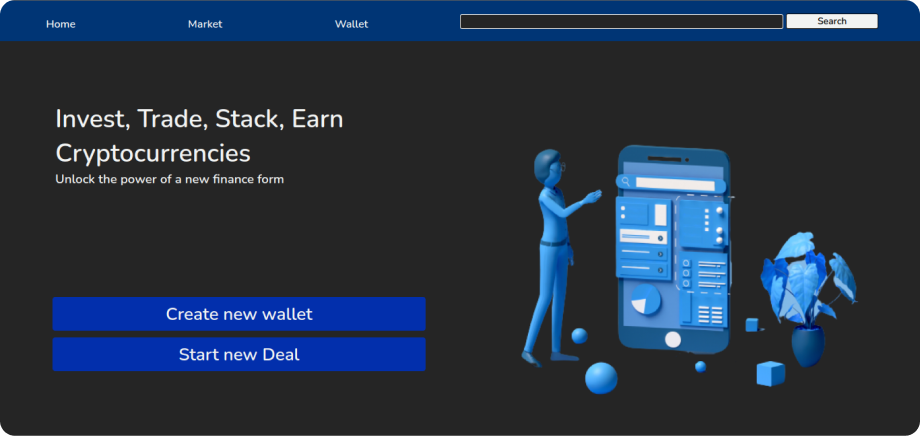 Home Market Wallet Search
Invest, Trade, Stack, Earn
Cryptocurrencies
Unlock the power of a new finance form
Create new wallet
Start new Deal